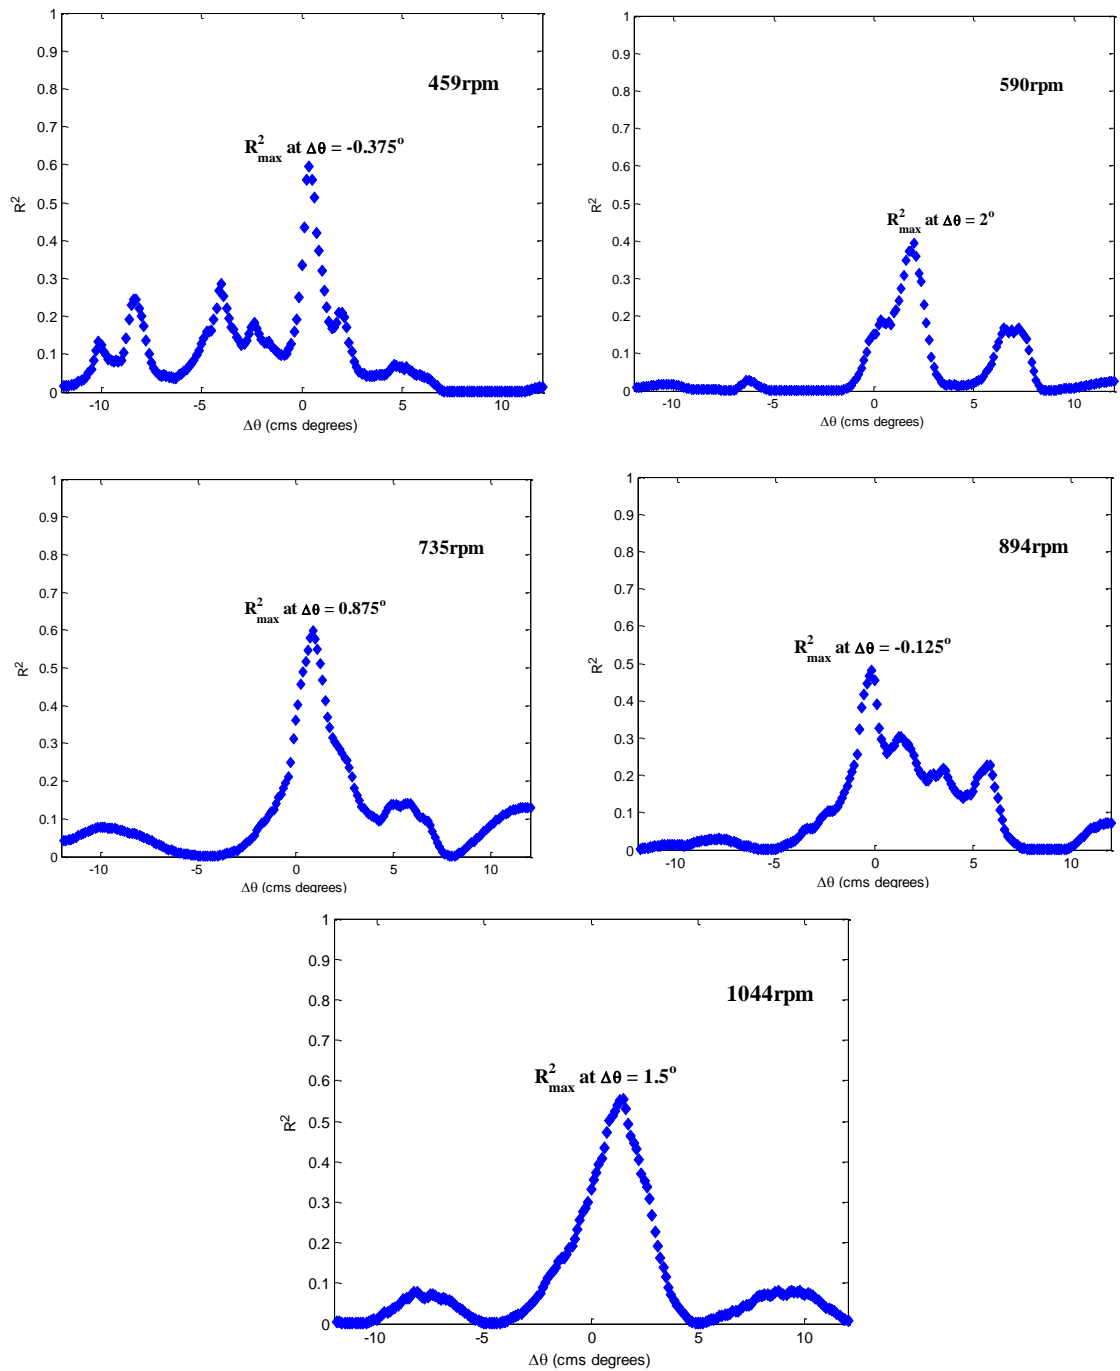 1
0.9
0.8
0.7
0.6
0.5
0.4
0.3
0.2
0.1
0
R²
459rpm
R²max at Δθ = -0.375°
-10 -5 0 5 10
Δθ (cms degrees)
1
0.9
0.8
0.7
0.6
0.5
0.4
0.3
0.2
0.1
0
R²
590rpm
R²max at Δθ = 2°
-10 -5 0 5 10
Δθ (cms degrees)
1
0.9
0.8
0.7
0.6
0.5
0.4
0.3
0.2
0.1
0
R²
735rpm
R²max at Δθ = 0.875°
-10 -5 0 5 10
Δθ (cms degrees)
1
0.9
0.8
0.7
0.6
0.5
0.4
0.3
0.2
0.1
0
R²
894rpm
R²max at Δθ = -0.125°
-10 -5 0 5 10
Δθ (cms degrees)
1
0.9
0.8
0.7
0.6
0.5
0.4
0.3
0.2
0.1
0
R²
1044rpm
R²max at Δθ = 1.5°
-10 -5 0 5 10
Δθ (cms degrees)